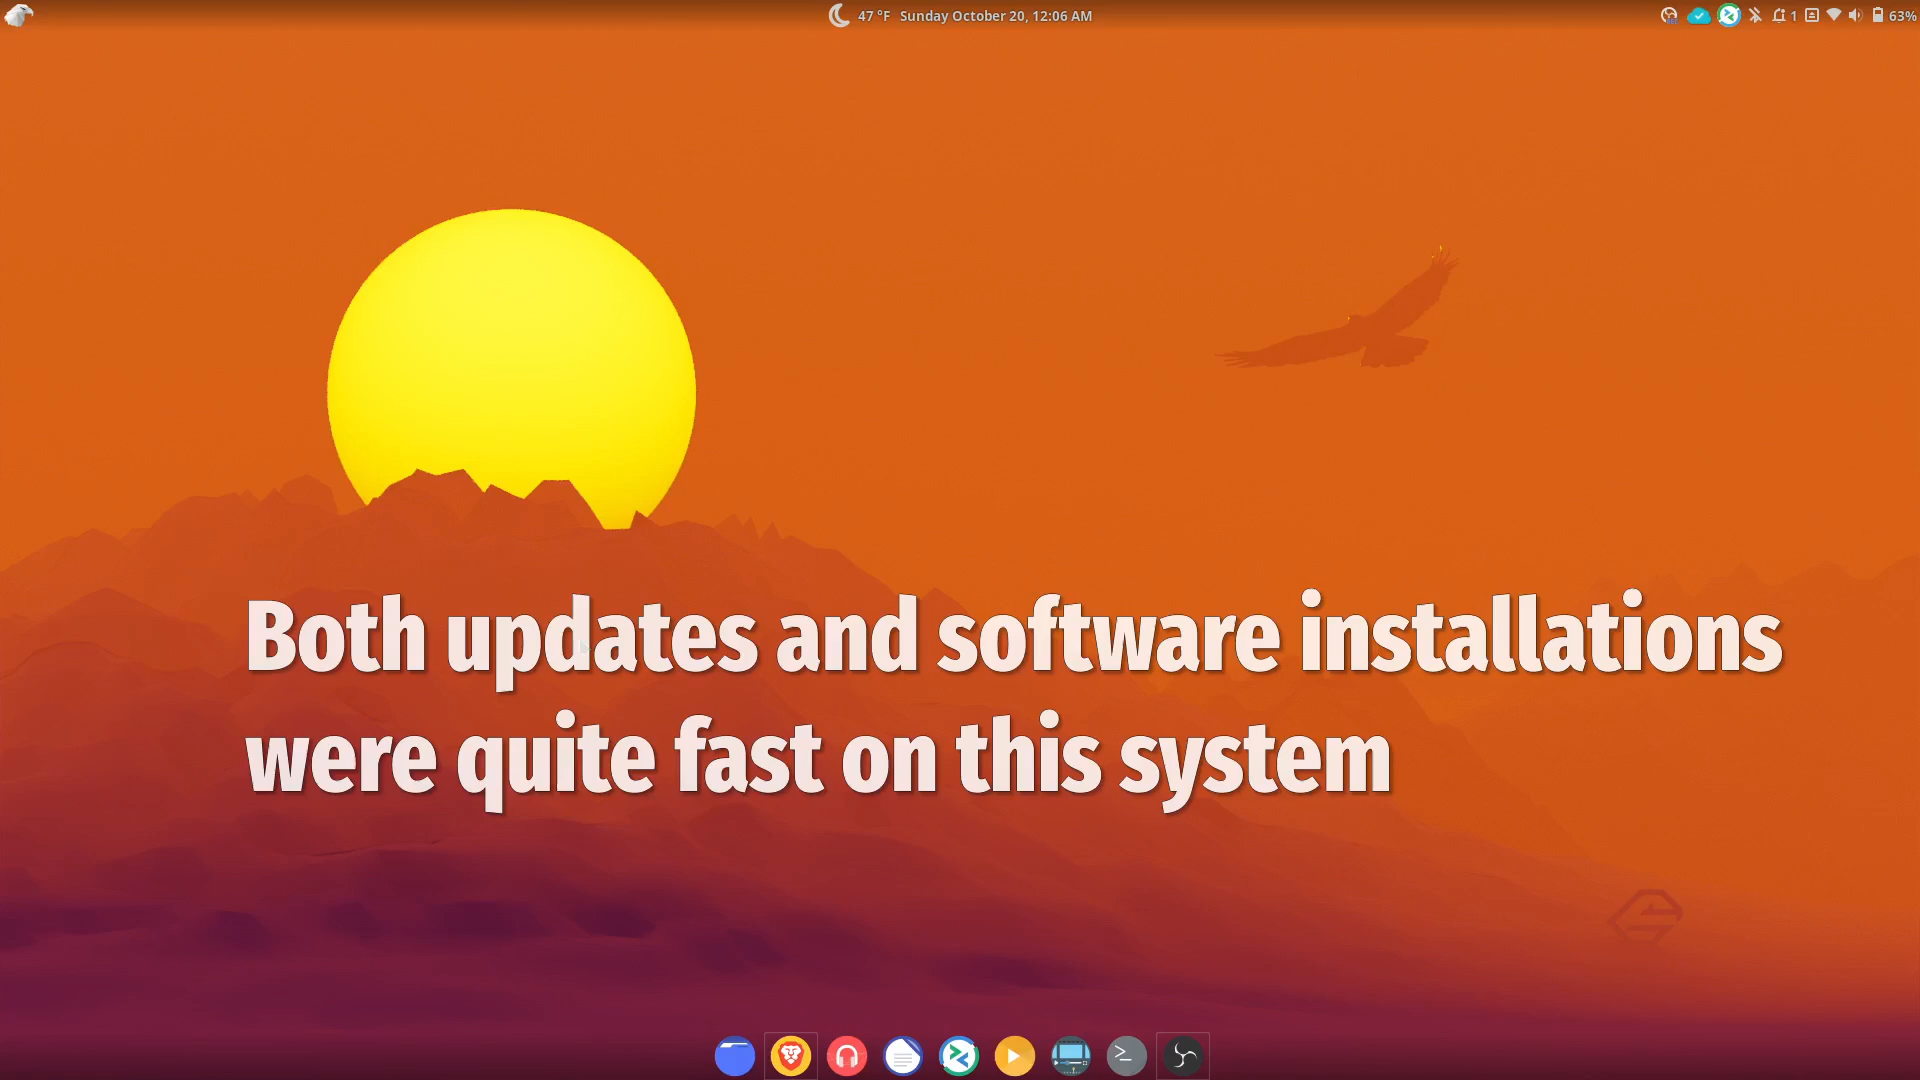 47 °F Sunday October 20, 12:06 AM
1
63%
Both updates and software installations
were quite fast on this system